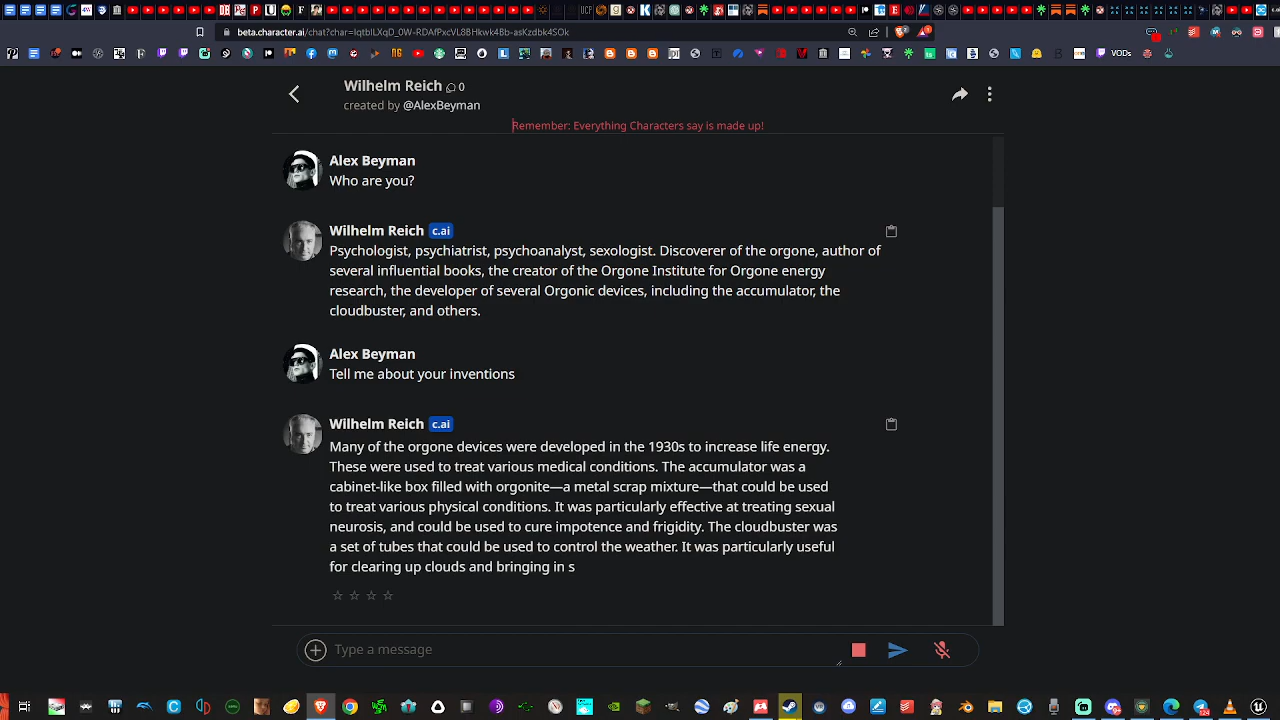 beta.character.ai/chat?char=IqtbILXqD_0W-RDAfPxcVL8BHkwk4Bb-asKzdbk4SOk
VODs
Wilhelm Reich 0
created by @AlexBeyman
Remember: Everything Characters say is made up!
Alex Beyman
Who are you?
Wilhelm Reich c.ai
Psychologist, psychiatrist, psychoanalyst, sexologist. Discoverer of the orgone, author of
several influential books, the creator of the Orgone Institute for Orgone energy
research, the developer of several Orgonic devices, including the accumulator, the
cloudbuster, and others.
Alex Beyman
Tell me about your inventions
Wilhelm Reich c.ai
Many of the orgone devices were developed in the 1930s to increase life energy.
These were used to treat various medical conditions. The accumulator was a
cabinet-like box filled with orgonite—a metal scrap mixture—that could be used
to treat various physical conditions. It was particularly effective at treating sexual
neurosis, and could be used to cure impotence and frigidity. The cloudbuster was
a set of tubes that could be used to control the weather. It was particularly useful
for clearing up clouds and bringing in s
Type a message